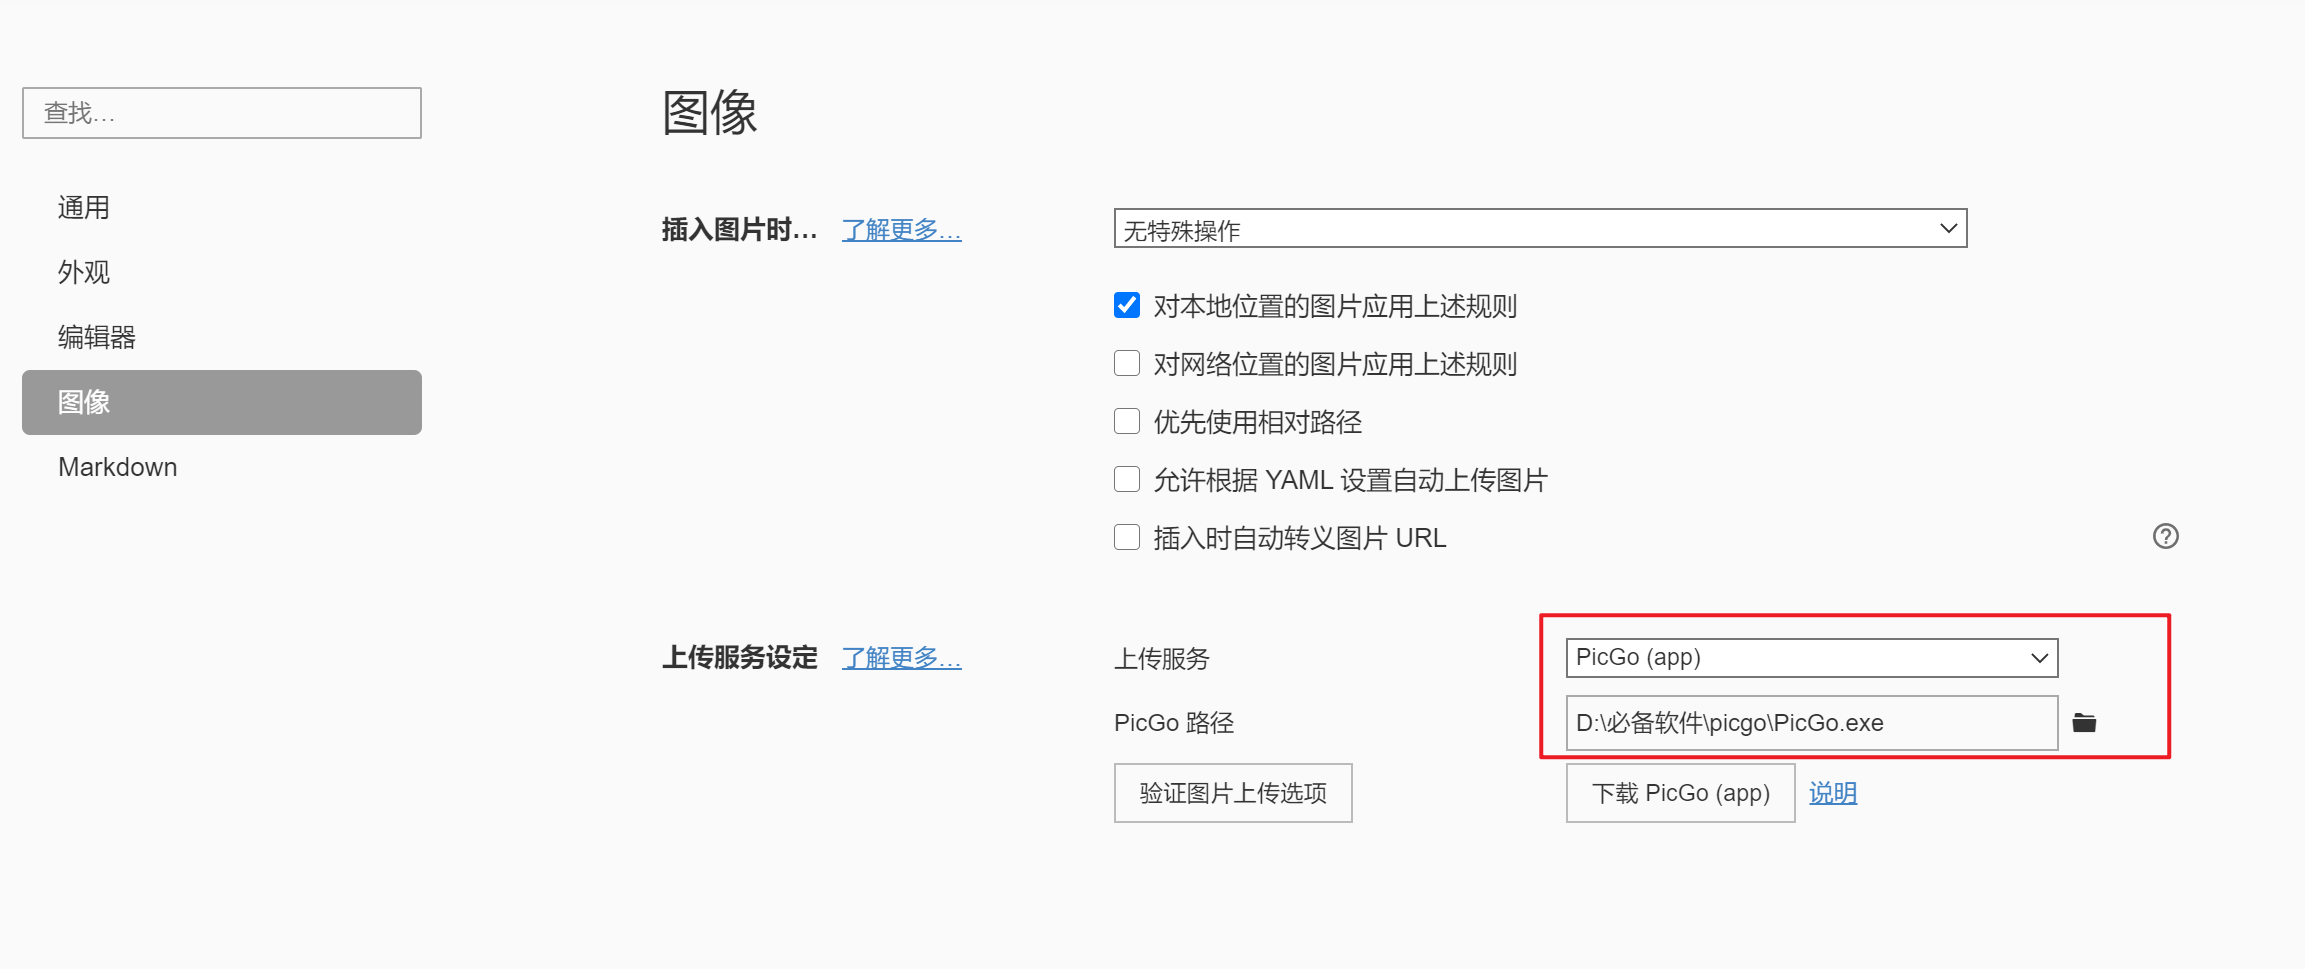 查找…
通用
外观
编辑器
图像
Markdown
图像
插入图片时… 了解更多… 无特殊操作
对本地位置的图片应用上述规则
对网络位置的图片应用上述规则
优先使用相对路径
允许根据 YAML 设置自动上传图片
插入时自动转义图片 URL
上传服务设定 了解更多… 上传服务 PicGo (app)
PicGo 路径 D:\必备软件\picgo\PicGo.exe
验证图片上传选项 下载 PicGo (app) 说明